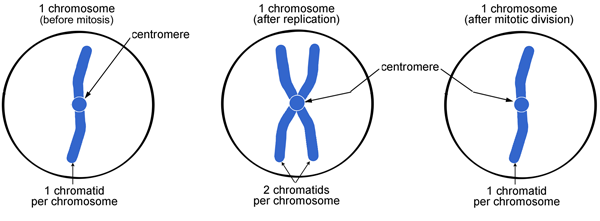 1 chromosome
(before mitosis)
centromere
1 chromatid
per chromosome
1 chromosome
(after replication)
centromere
2 chromatids
per chromosome
1 chromosome
(after mitotic division)
1 chromatid
per chromosome